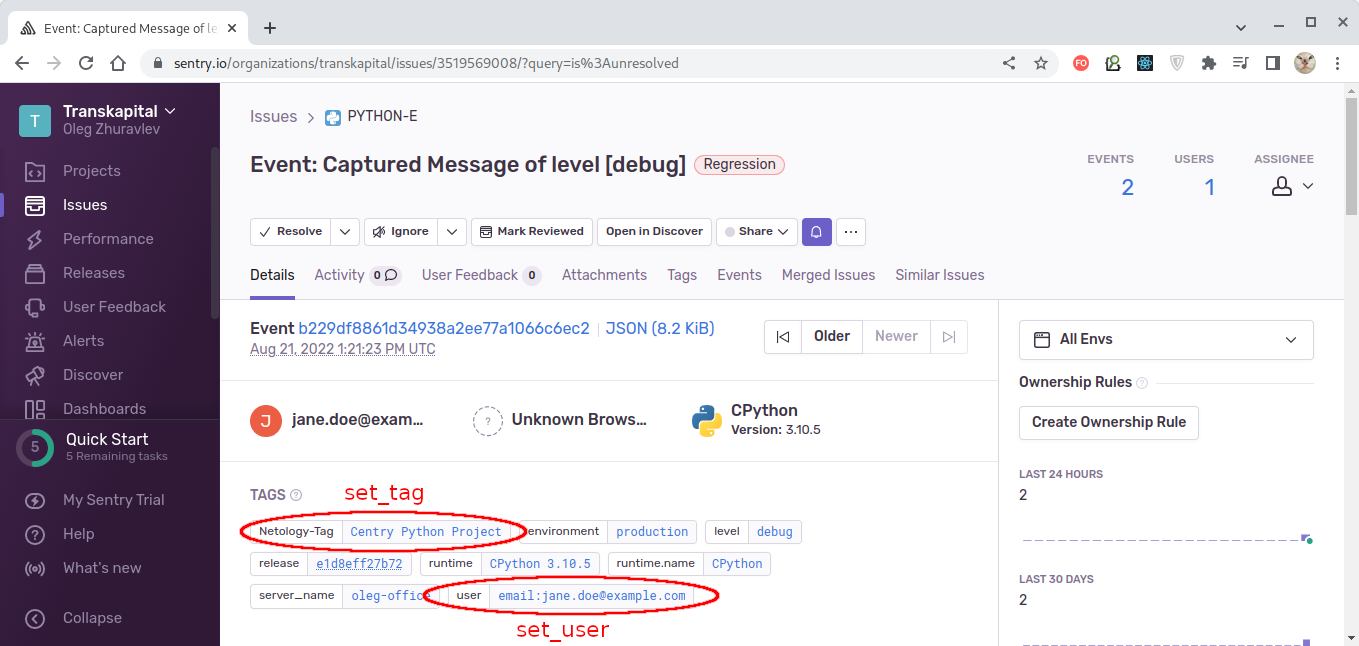 Event: Captured Message of le
sentry.io/organizations/transkapital/issues/3519569008/?query=is%3Aunresolved
FO
T
Transkapital
Oleg Zhuravlev
Projects
Issues
Performance
Releases
User Feedback
Alerts
Discover
Dashboards
5
Quick Start
5 Remaining tasks
My Sentry Trial
Help
What's new
Collapse
Issues > PYTHON-E
Event: Captured Message of level [debug] Regression
EVENTS USERS ASSIGNEE
2 1
Resolve Ignore Mark Reviewed Open in Discover Share ...
Details Activity 0 User Feedback 0 Attachments Tags Events Merged Issues Similar Issues
Event b229df8861d34938a2ee77a1066c6ec2 | JSON (8.2 KiB)
Aug 21, 2022 1:21:23 PM UTC
Older Newer
J jane.doe@exam...
? Unknown Brows...
CPython
Version: 3.10.5
TAGS ?
set_tag
Netology-Tag Centry Python Project environment production level debug
release e1d8eff27b72 runtime CPython 3.10.5 runtime.name CPython
server_name oleg-office user email:jane.doe@example.com
set_user
All Envs
Ownership Rules ?
Create Ownership Rule
LAST 24 HOURS
2
LAST 30 DAYS
2